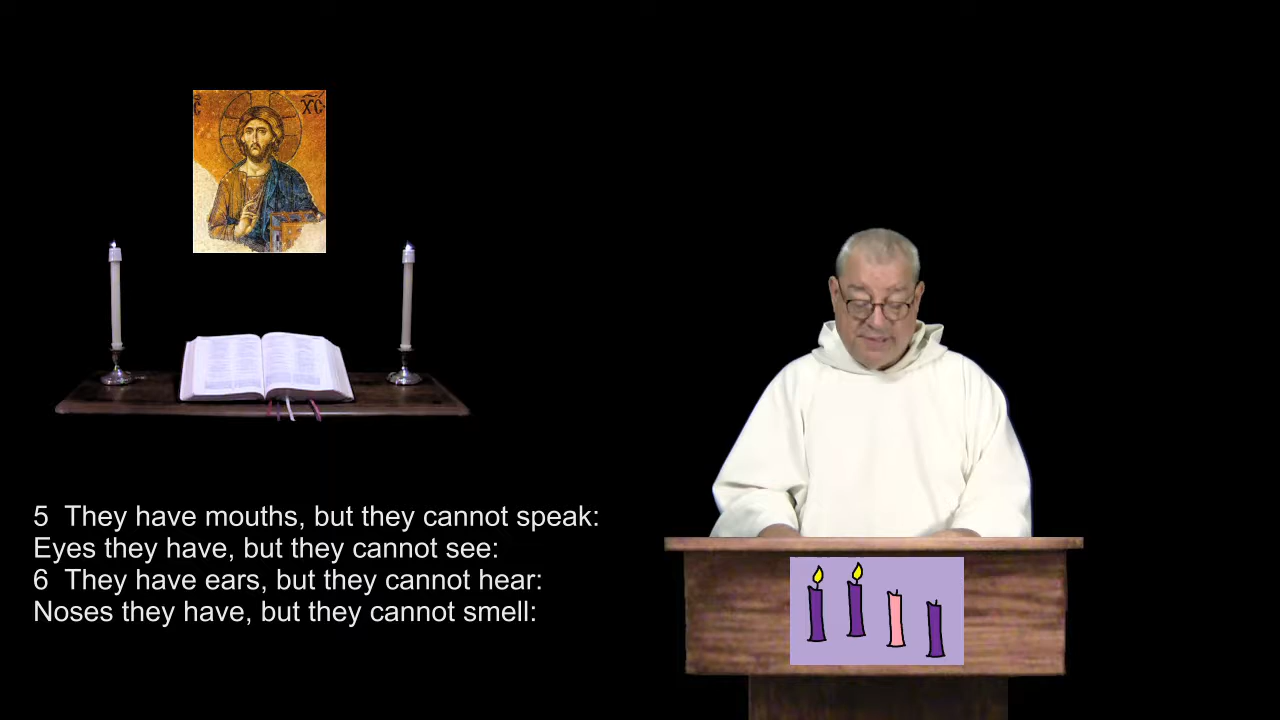 XC
5 They have mouths, but they cannot speak:
Eyes they have, but they cannot see:
6 They have ears, but they cannot hear:
Noses they have, but they cannot smell: